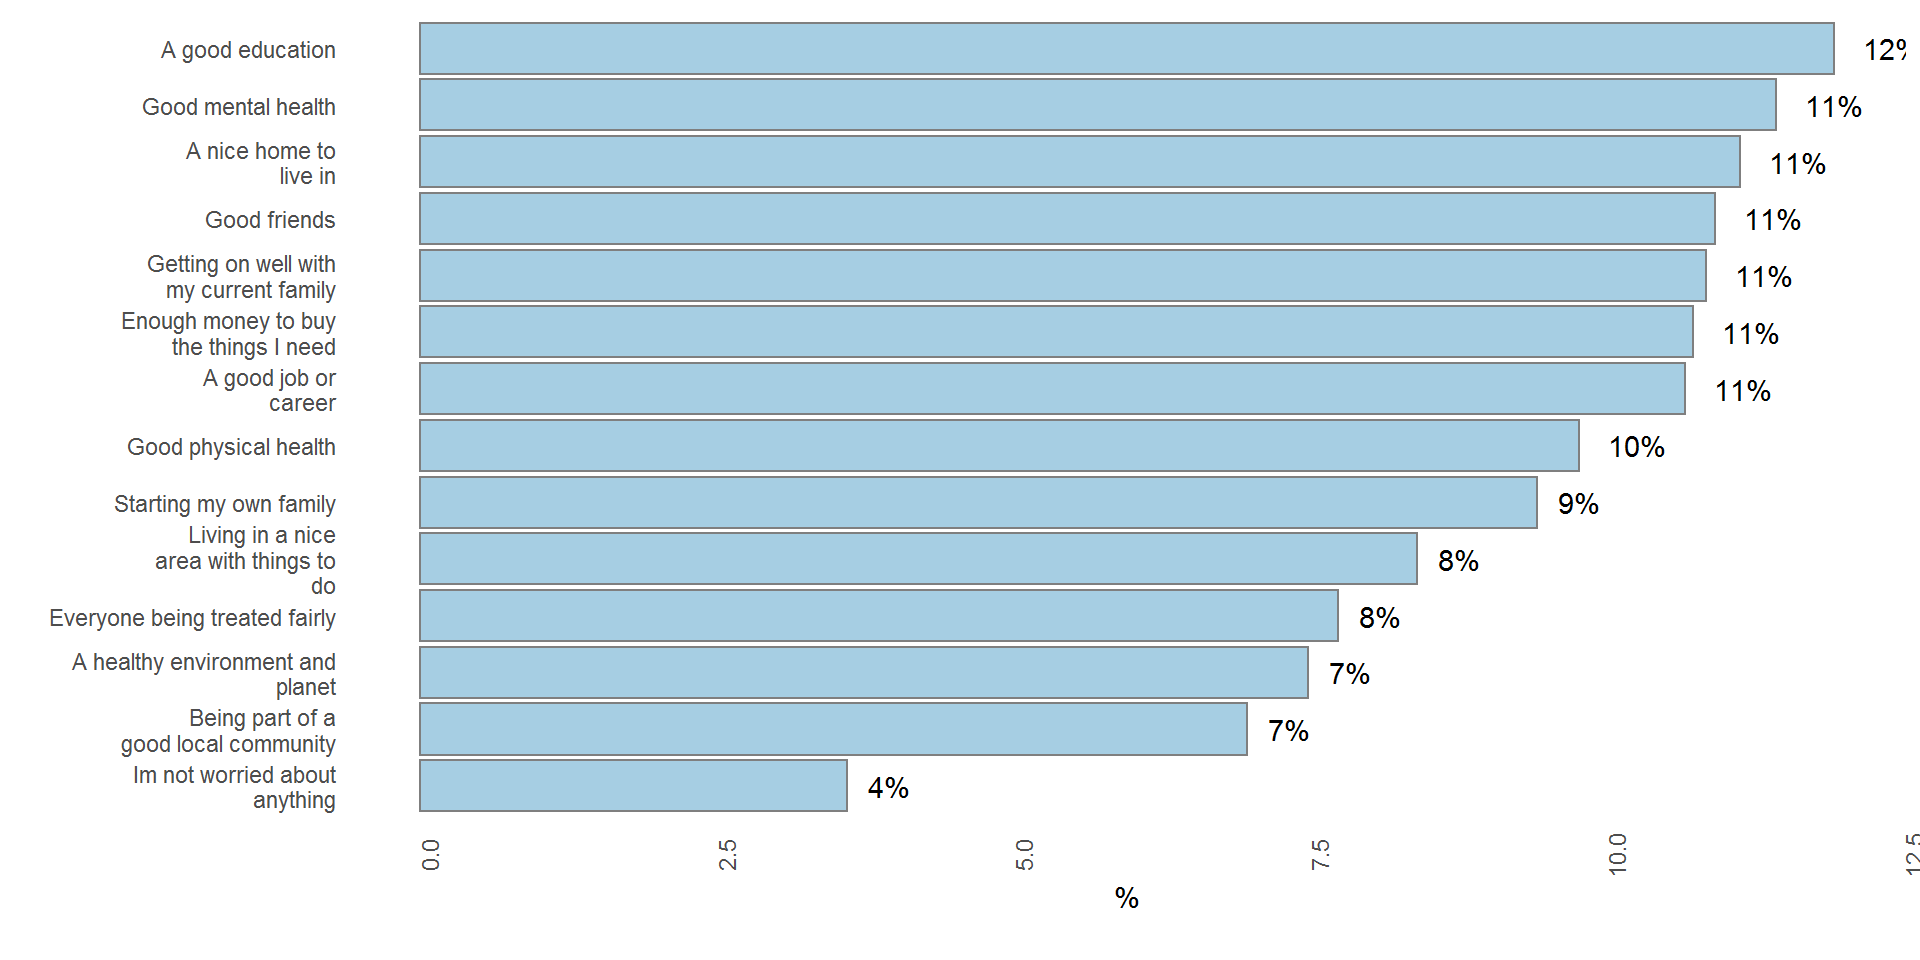 A good education
12%
Good mental health
11%
A nice home to
live in
11%
Good friends
11%
Getting on well with
my current family
11%
Enough money to buy
the things I need
11%
A good job or
career
11%
Good physical health
10%
Starting my own family
9%
Living in a nice
area with things to
do
8%
Everyone being treated fairly
8%
A healthy environment and
planet
7%
Being part of a
good local community
7%
Im not worried about
anything
4%
0.0
2.5
5.0
7.5
10.0
12.5
%